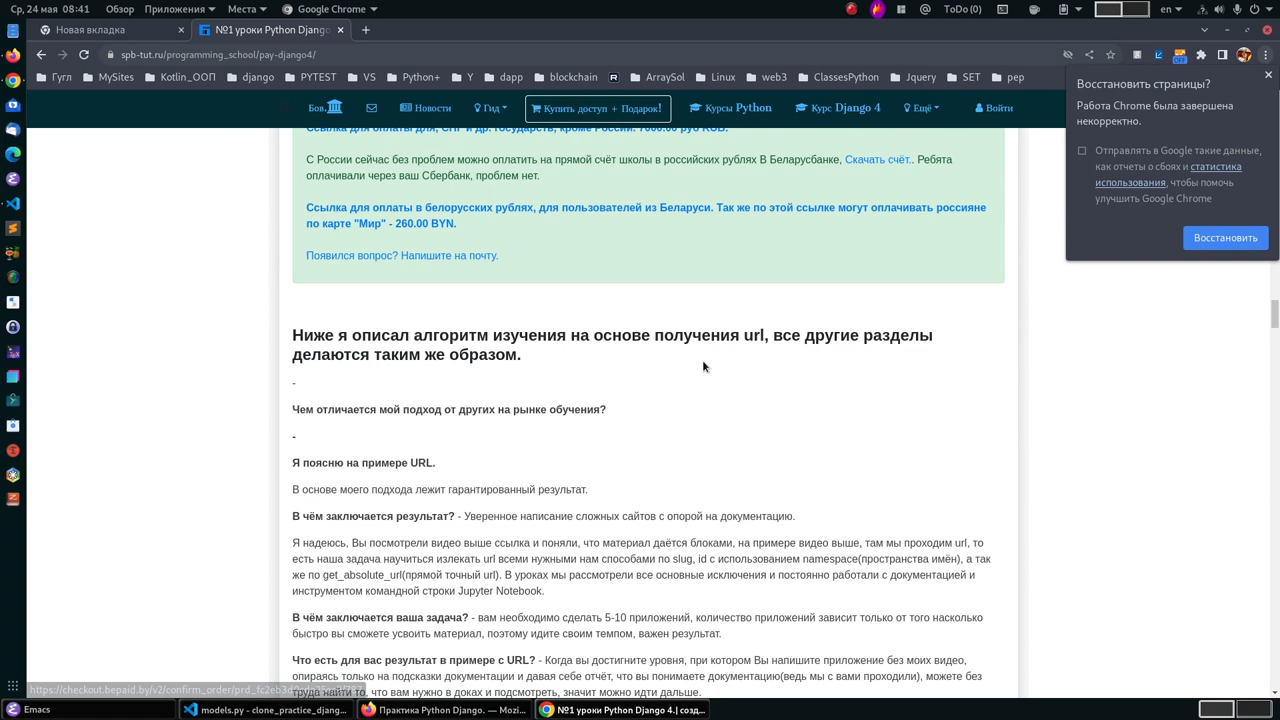 Ср, 24 мая 08:41 Обзор Приложения Места Google Chrome ToDo(0) en
Новая вкладка №1 уроки Python Django
spb-tut.ru/programming_school/pay-django4/
Гугл MySites Kotlin_ООП django PYTEST VS Python+ Y dapp blockchain ArraySol Linux web3 ClassesPython Jquery SET pep
Бов. Новости Гид Купить доступ + Подарок! Курсы Python Курс Django 4 Ещё Войти
Восстановить страницы?
Работа Chrome была завершена
некорректно.
Отправлять в Google такие данные,
как отчеты о сбоях и статистика
использования, чтобы помочь
улучшить Google Chrome
Восстановить
Ссылка для оплаты для, СНГ и др. государств, кроме России. 7000.00 руб RUB.
С России сейчас без проблем можно оплатить на прямой счёт школы в российских рублях В Беларусбанке, Скачать счёт.. Ребята
оплачивали через ваш Сбербанк, проблем нет.
Ссылка для оплаты в белорусских рублях, для пользователей из Беларуси. Так же по этой ссылке могут оплачивать россияне
по карте "Мир" - 260.00 BYN.
Появился вопрос? Напишите на почту.
Ниже я описал алгоритм изучения на основе получения url, все другие разделы
делаются таким же образом.
-
Чем отличается мой подход от других на рынке обучения?
-
Я поясню на примере URL.
В основе моего подхода лежит гарантированный результат.
В чём заключается результат? - Уверенное написание сложных сайтов с опорой на документацию.
Я надеюсь, Вы посмотрели видео выше ссылка и поняли, что материал даётся блоками, на примере видео выше, там мы проходим url, то
есть наша задача научиться излекать url всеми нужными нам способами по slug, id с использованием namespace(пространства имён), а так
же по get_absolute_url(прямой точный url). В уроках мы рассмотрели все основные исключения и постоянно работали с документацией и
инструментом командной строки Jupyter Notebook.
В чём заключается ваша задача? - вам необходимо сделать 5-10 приложений, количество приложений зависит только от того насколько
быстро вы сможете усвоить материал, поэтому идите своим темпом, важен результат.
Что есть для вас результат в примере с URL? - Когда вы достигните уровня, при котором Вы напишите приложение без моих видео,
опираясь только на подсказки документации и давая себе отчёт, что вы понимаете документацию(ведь мы с вами проходили), можете без
труда найти то, что вам нужно в доках и подсмотреть, значит можно идти дальше.
Emacs models.py - clone_practice_djang... Практика Python Django. — Mozi... №1 уроки Python Django 4.| созд...